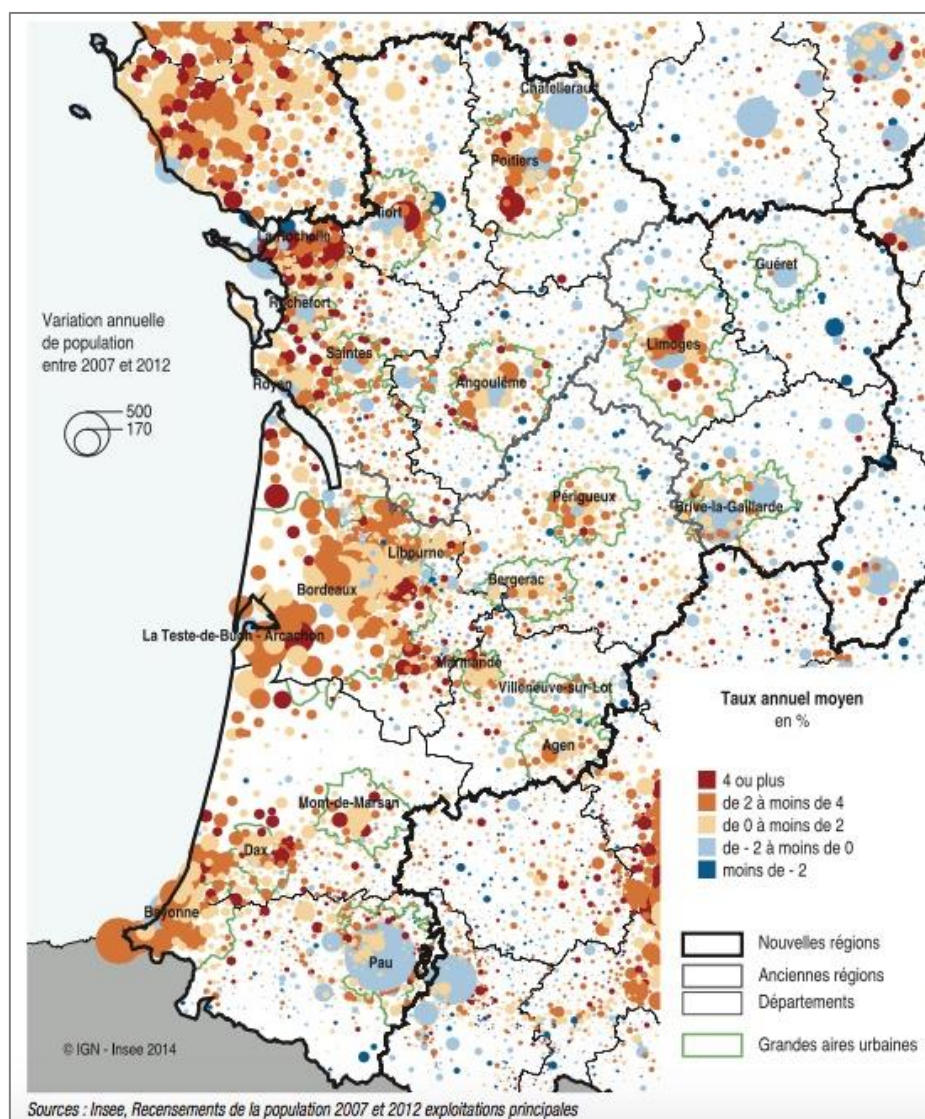 Châtellerault
Poitiers
Niort
La Rochelle
Guéret
Rochefort
Variation annuelle
de population
entre 2007 et 2012
Limoges
Saintes
Angoulême
Royan
500
170
Périgueux
Brive-la-Gaillarde
Libourne
Bordeaux
Bergerac
La Teste-de-Buch - Arcachon
Marmande
Villeneuve-sur-Lot
Taux annuel moyen
en %
Agen
4 ou plus
de 2 à moins de 4
de 0 à moins de 2
de - 2 à moins de 0
moins de - 2
Mont-de-Marsan
Dax
Bayonne
Pau
Nouvelles régions
Anciennes régions
Départements
Grandes aires urbaines
© IGN - Insee 2014
Sources : Insee, Recensements de la population 2007 et 2012 exploitations principales